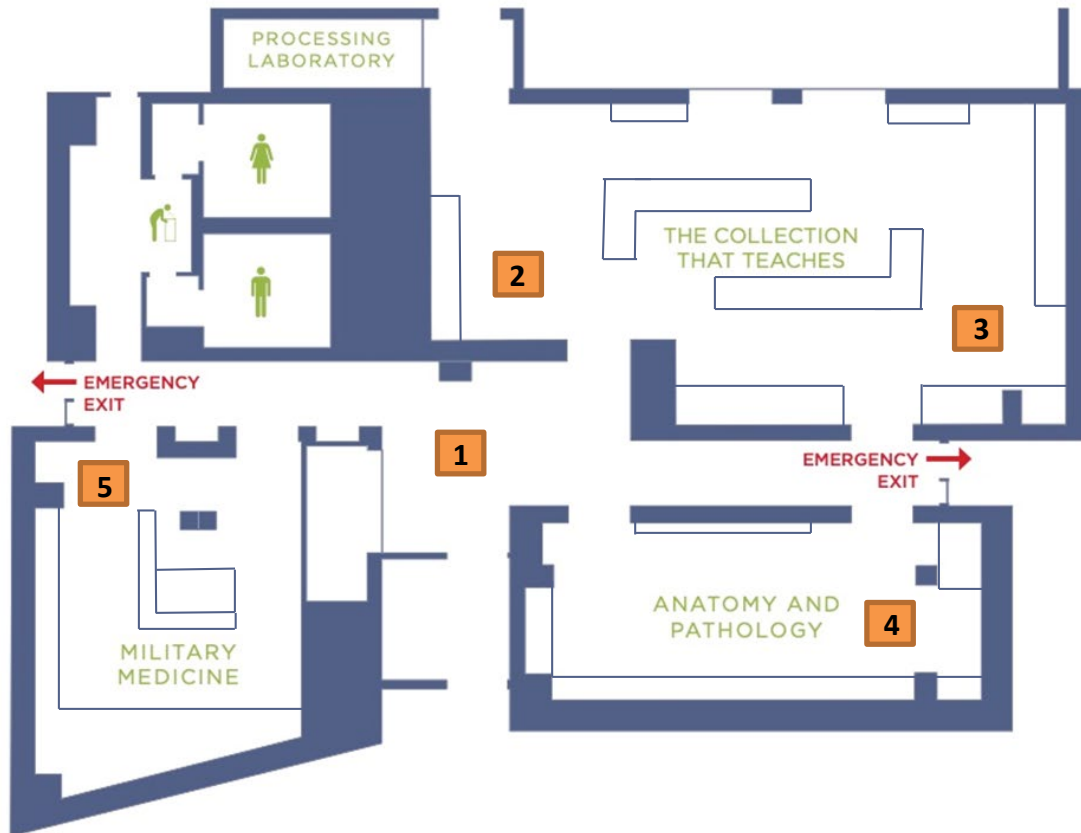 PROCESSING
LABORATORY
THE COLLECTION
THAT TEACHES
2
3
EMERGENCY
EXIT
1
EMERGENCY
EXIT
5
ANATOMY AND
PATHOLOGY
4
MILITARY
MEDICINE